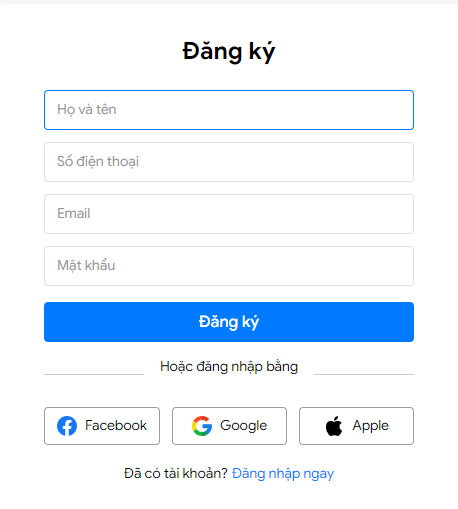 Đăng ký
Họ và tên
Số điện thoại
Email
Mật khẩu
Đăng ký
Hoặc đăng nhập bằng
Facebook Google Apple
Đã có tài khoản? Đăng nhập ngay